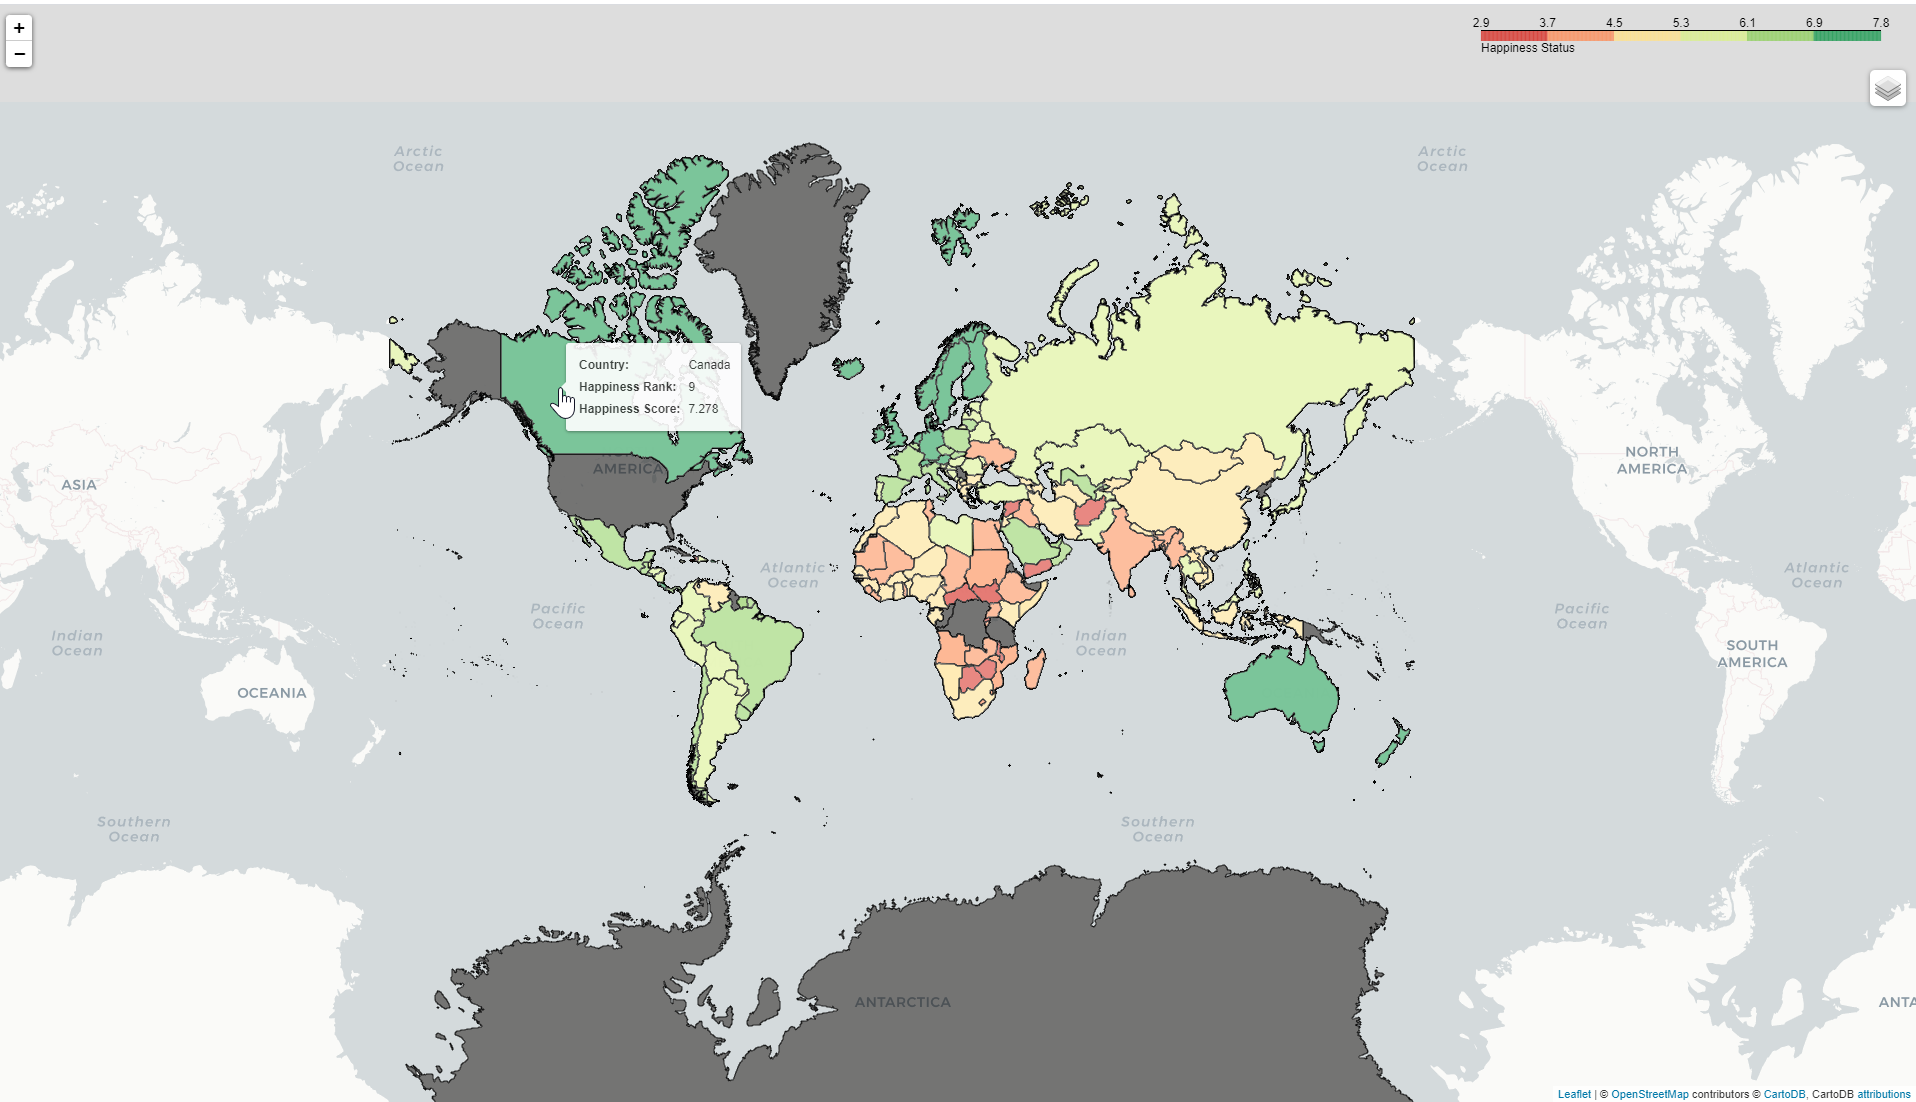 +
−
2.9 3.7 4.5 5.3 6.1 6.9 7.8
Happiness Status
Arctic
Ocean
Arctic
Ocean
Country: Canada
Happiness Rank: 9
Happiness Score: 7.278
AMERICA
NORTH
AMERICA
ASIA
Atlantic
Ocean
Atlantic
Ocean
Pacific
Ocean
Pacific
Ocean
Indian
Ocean
Indian
Ocean
SOUTH
AMERICA
OCEANIA
Southern
Ocean
Southern
Ocean
ANTARCTICA
ANTA
Leaflet | © OpenStreetMap contributors © CartoDB, CartoDB attributions